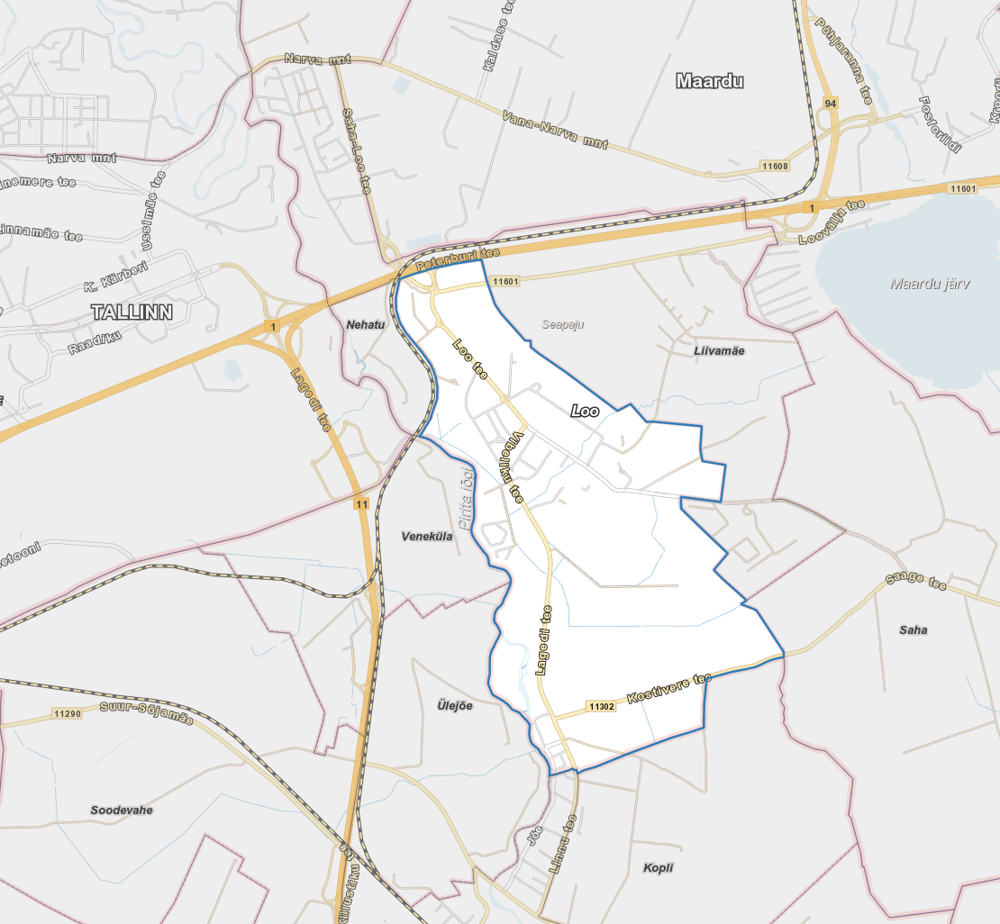 Kaldase tee
Põhjaranna tee
Narva mnt
Maardu
94
Saha-Loo tee
Vana-Narva mnt
Fosforiidi
Narva mnt
11608
11601
1
Loovälja tee
Ussimäe tee
Peterburi tee
K. Kärberi
11601
Maardu järv
TALLINN
1
Nehatu
Seapaju
Raadiku
Loo tee
Liivamäe
Lagedi tee
Loo
Vibeliku tee
Pirita jõgi
11
Veneküla
Saage tee
Lagedi tee
Saha
Kostivere tee
11302
Ülejõe
11290
Suur-Sõjamäe
Soodevahe
Jõe
Linnu tee
Kopli